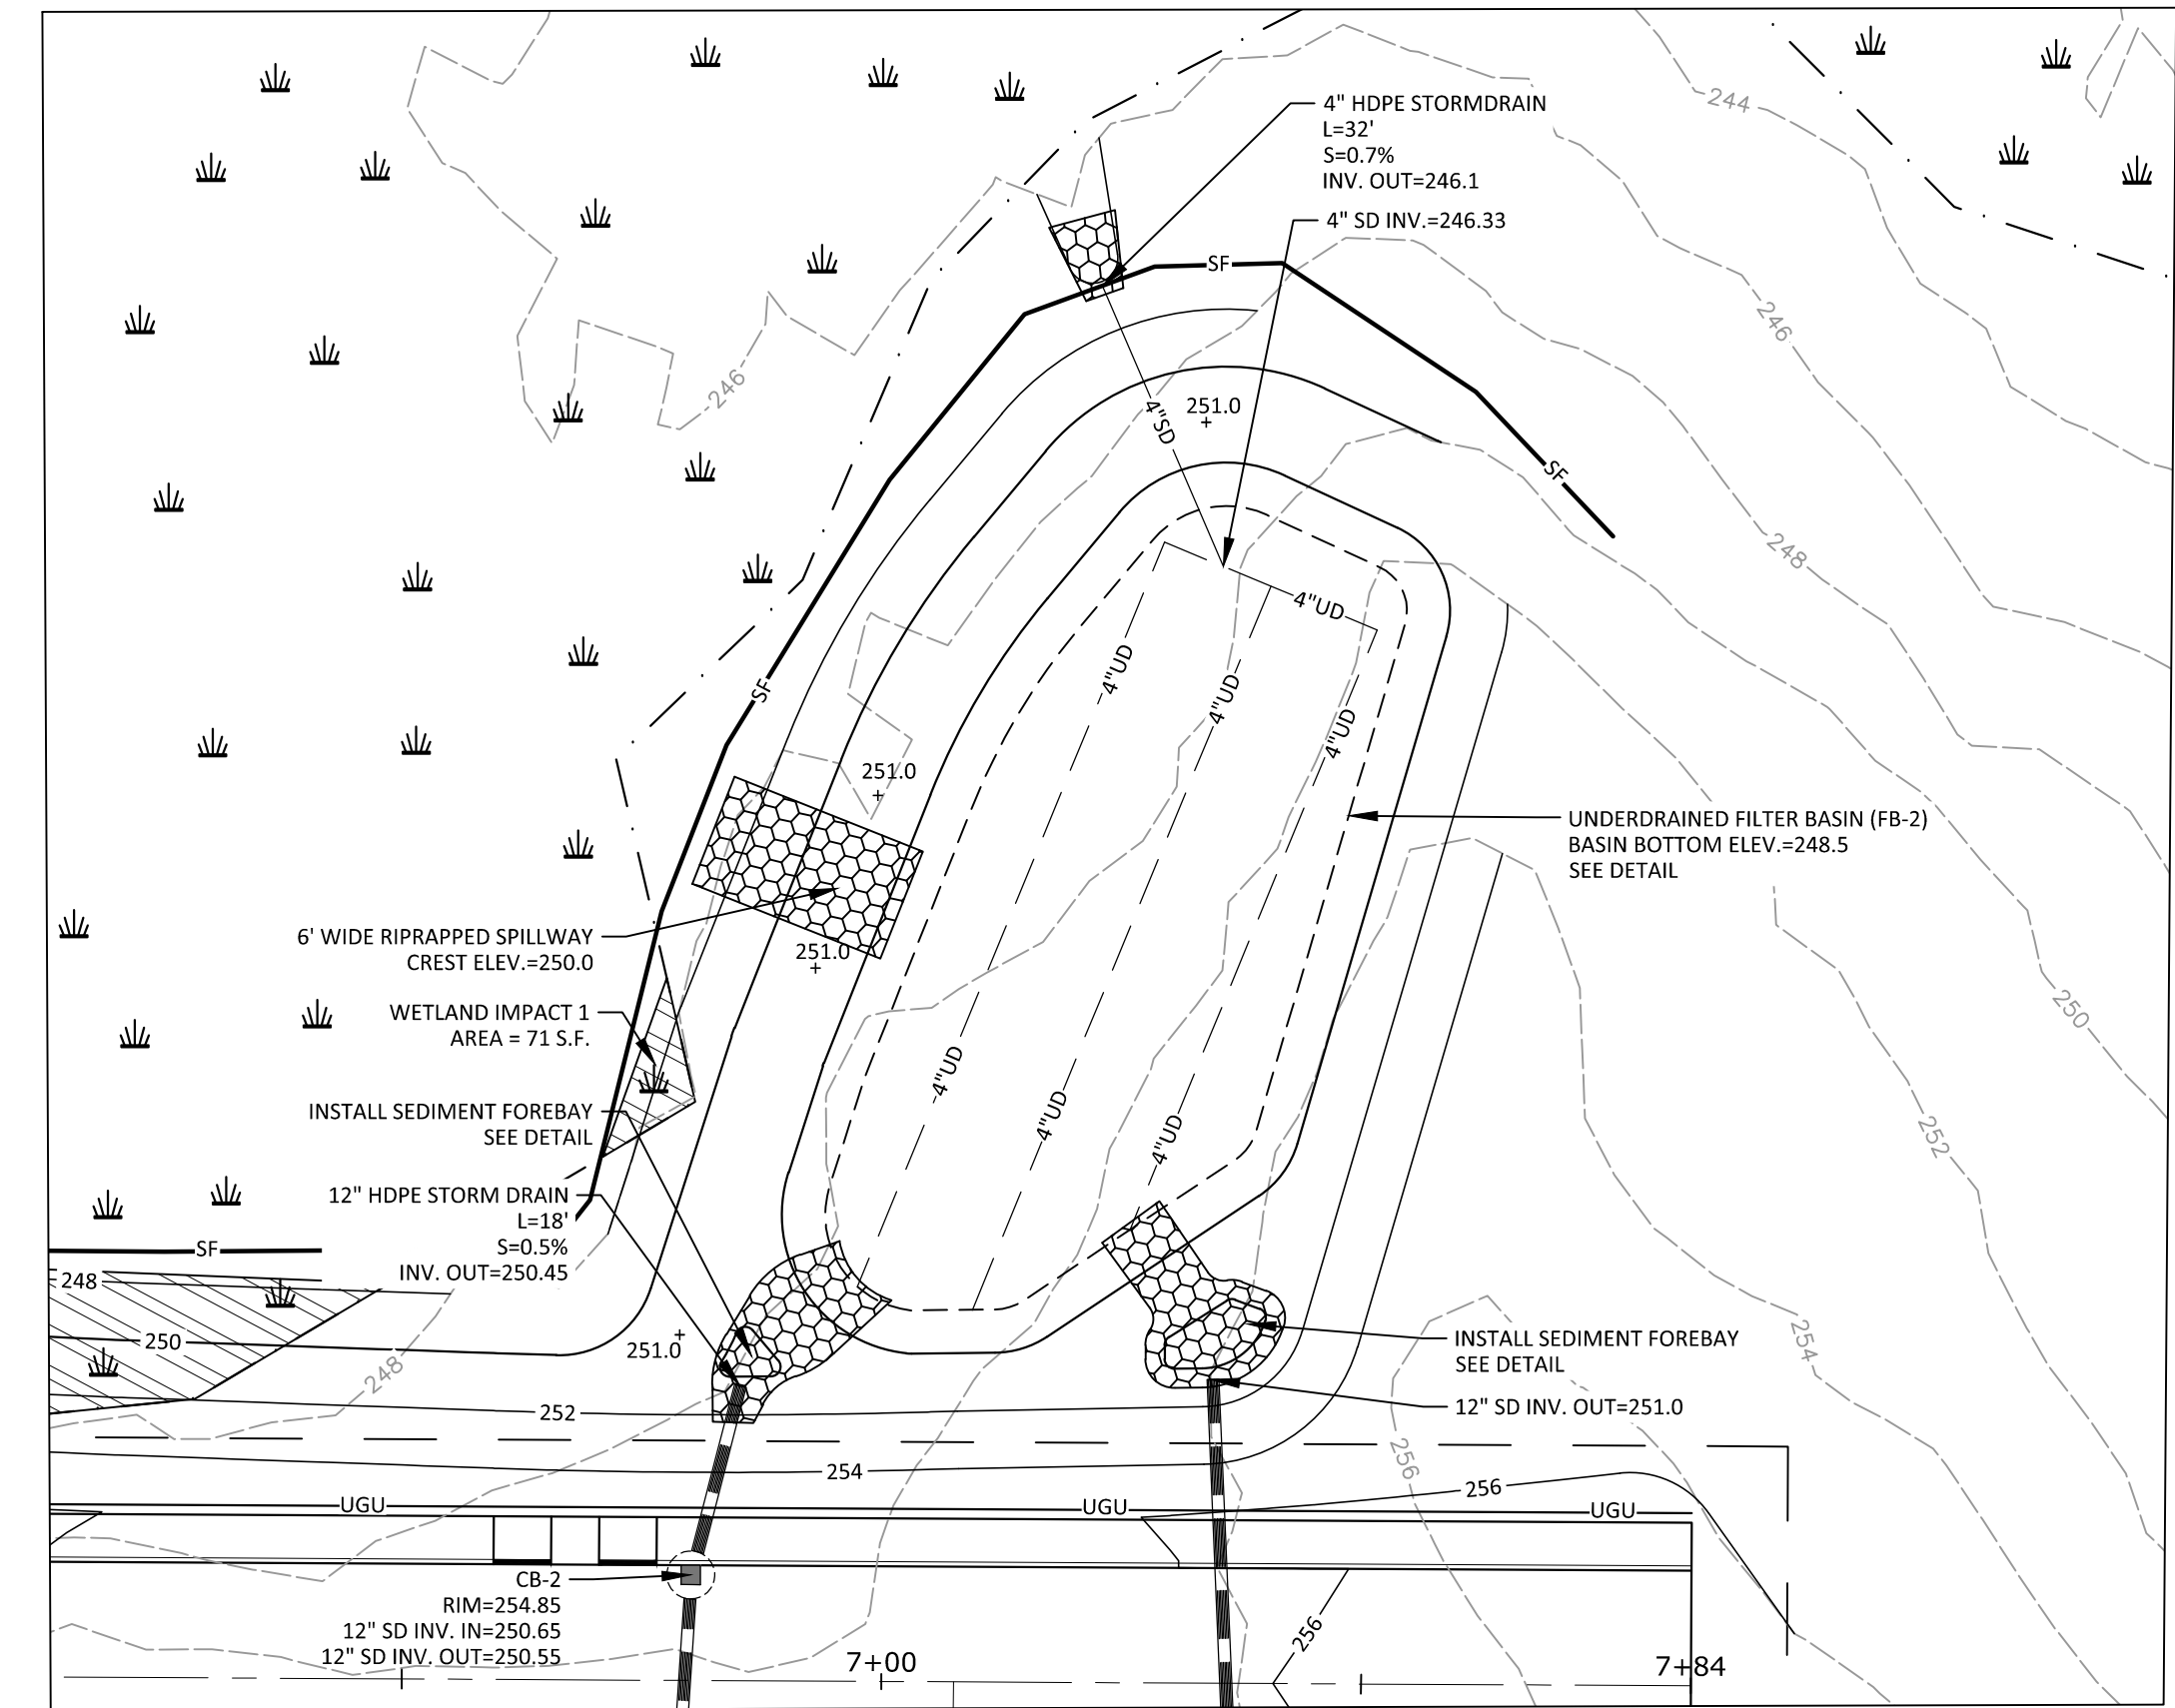 244
4" HDPE STORMDRAIN
L=32'
S=0.7%
INV. OUT=246.1
4" SD INV.=246.33
SF
246
246
4"SD
251.0
+
SF
248
4"UD
4"UD
4"UD
4"UD
SF
251.0
+
UNDERDRAINED FILTER BASIN (FB-2)
BASIN BOTTOM ELEV.=248.5
SEE DETAIL
6' WIDE RIPRAPPED SPILLWAY
CREST ELEV.=250.0
251.0
+
WETLAND IMPACT 1
AREA = 71 S.F.
250
4"UD
4"UD
4"UD
252
INSTALL SEDIMENT FOREBAY
SEE DETAIL
12" HDPE STORM DRAIN
L=18'
S=0.5%
INV. OUT=250.45
SF
248
250
248
251.0
+
254
INSTALL SEDIMENT FOREBAY
SEE DETAIL
12" SD INV. OUT=251.0
252
256
254
256
UGU
UGU
UGU
CB-2
RIM=254.85
12" SD INV. IN=250.65
12" SD INV. OUT=250.55
256
7+00
7+84